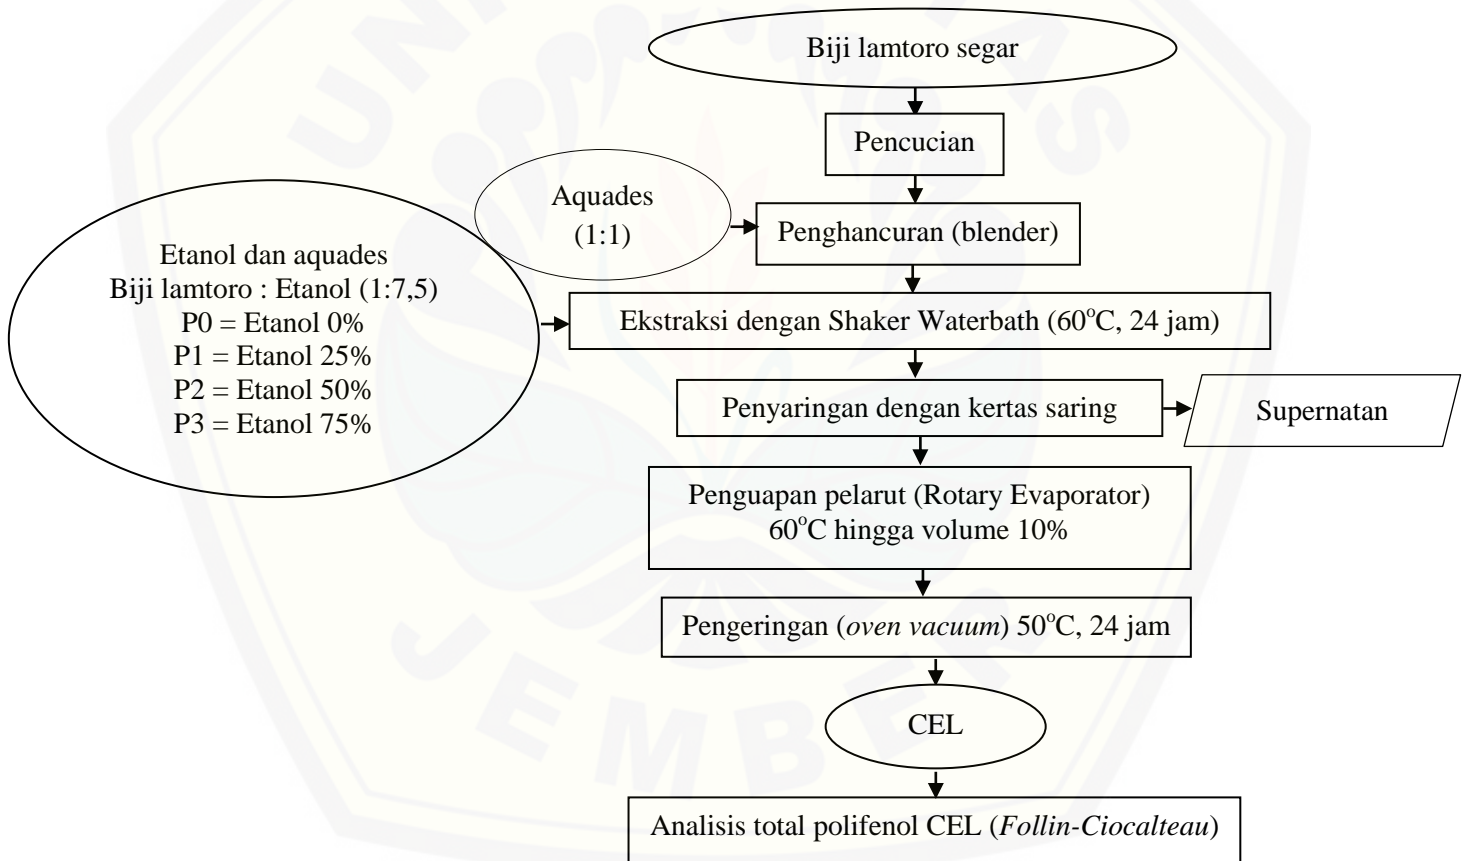 Biji lamtoro segar
Pencucian
Aquades
(1:1)
Penghancuran (blender)
Etanol dan aquades
Biji lamtoro : Etanol (1:7,5)
P0 = Etanol 0%
P1 = Etanol 25%
P2 = Etanol 50%
P3 = Etanol 75%
Ekstraksi dengan Shaker Waterbath (60°C, 24 jam)
Penyaringan dengan kertas saring
Supernatan
Penguapan pelarut (Rotary Evaporator)
60°C hingga volume 10%
Pengeringan (oven vacuum) 50°C, 24 jam
CEL
Analisis total polifenol CEL (Follin-Ciocalteau)
JEMBER